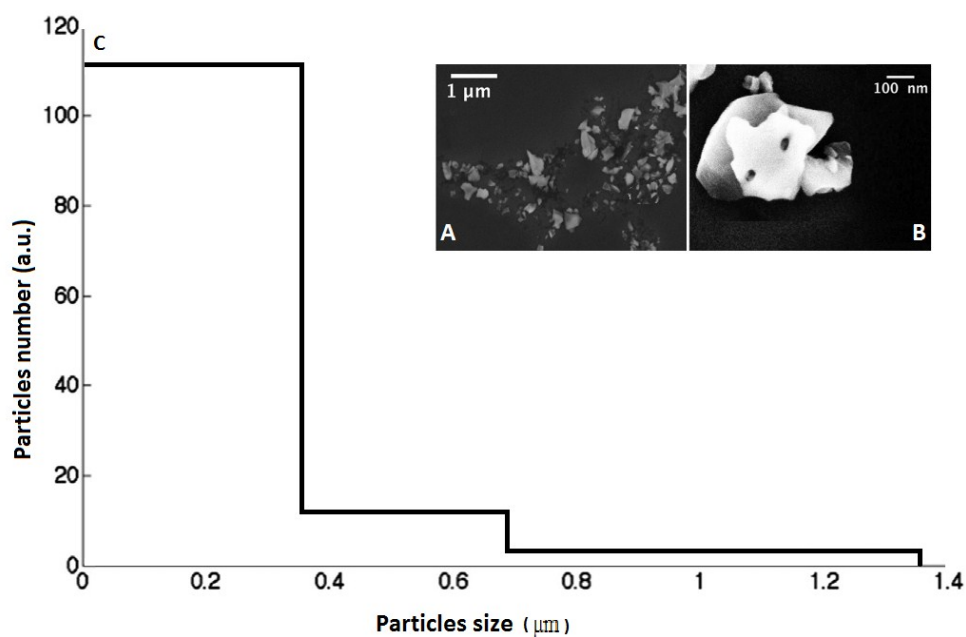 120
C
1 μm
100 nm
100
80
A
B
Particles number (a.u.)
60
40
20
0
0 0.2 0.4 0.6 0.8 1 1.2 1.4
Particles size (μm)